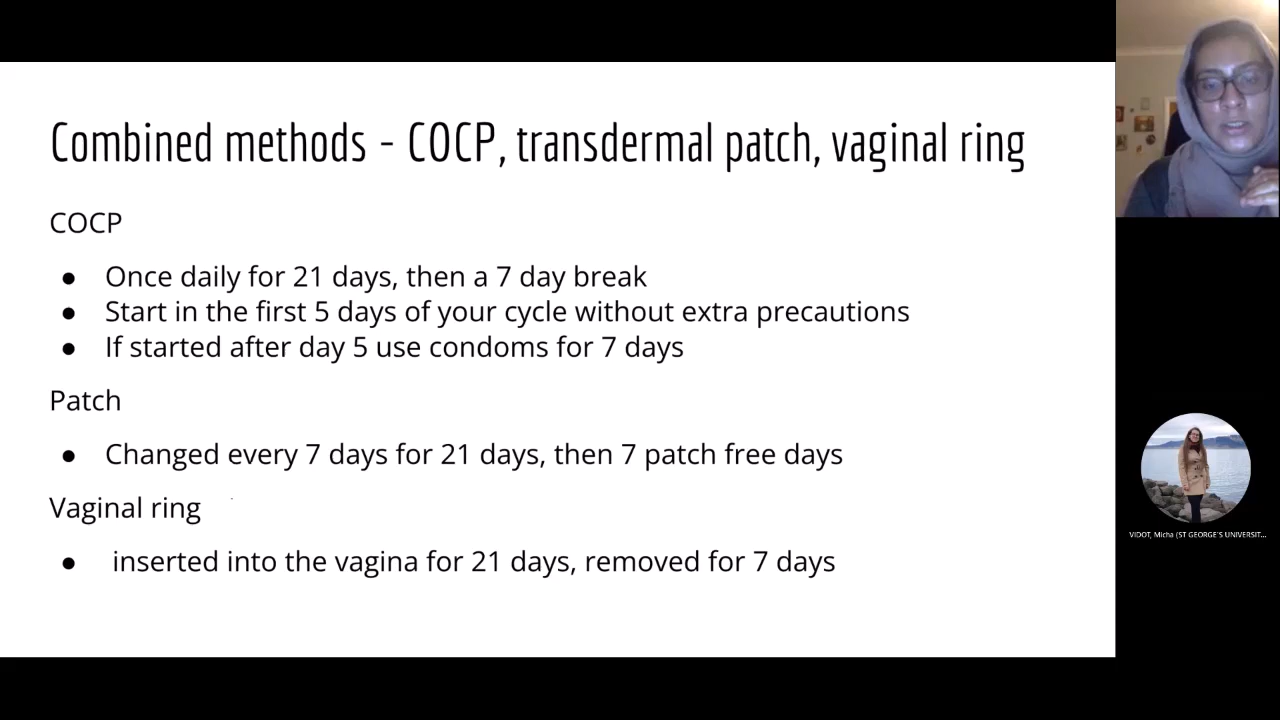 Combined methods - COCP, transdermal patch, vaginal ring
COCP
● Once daily for 21 days, then a 7 day break
● Start in the first 5 days of your cycle without extra precautions
● If started after day 5 use condoms for 7 days
Patch
● Changed every 7 days for 21 days, then 7 patch free days
Vaginal ring
● inserted into the vagina for 21 days, removed for 7 days
VIDOT, Micha (ST GEORGE'S UNIVERSIT...